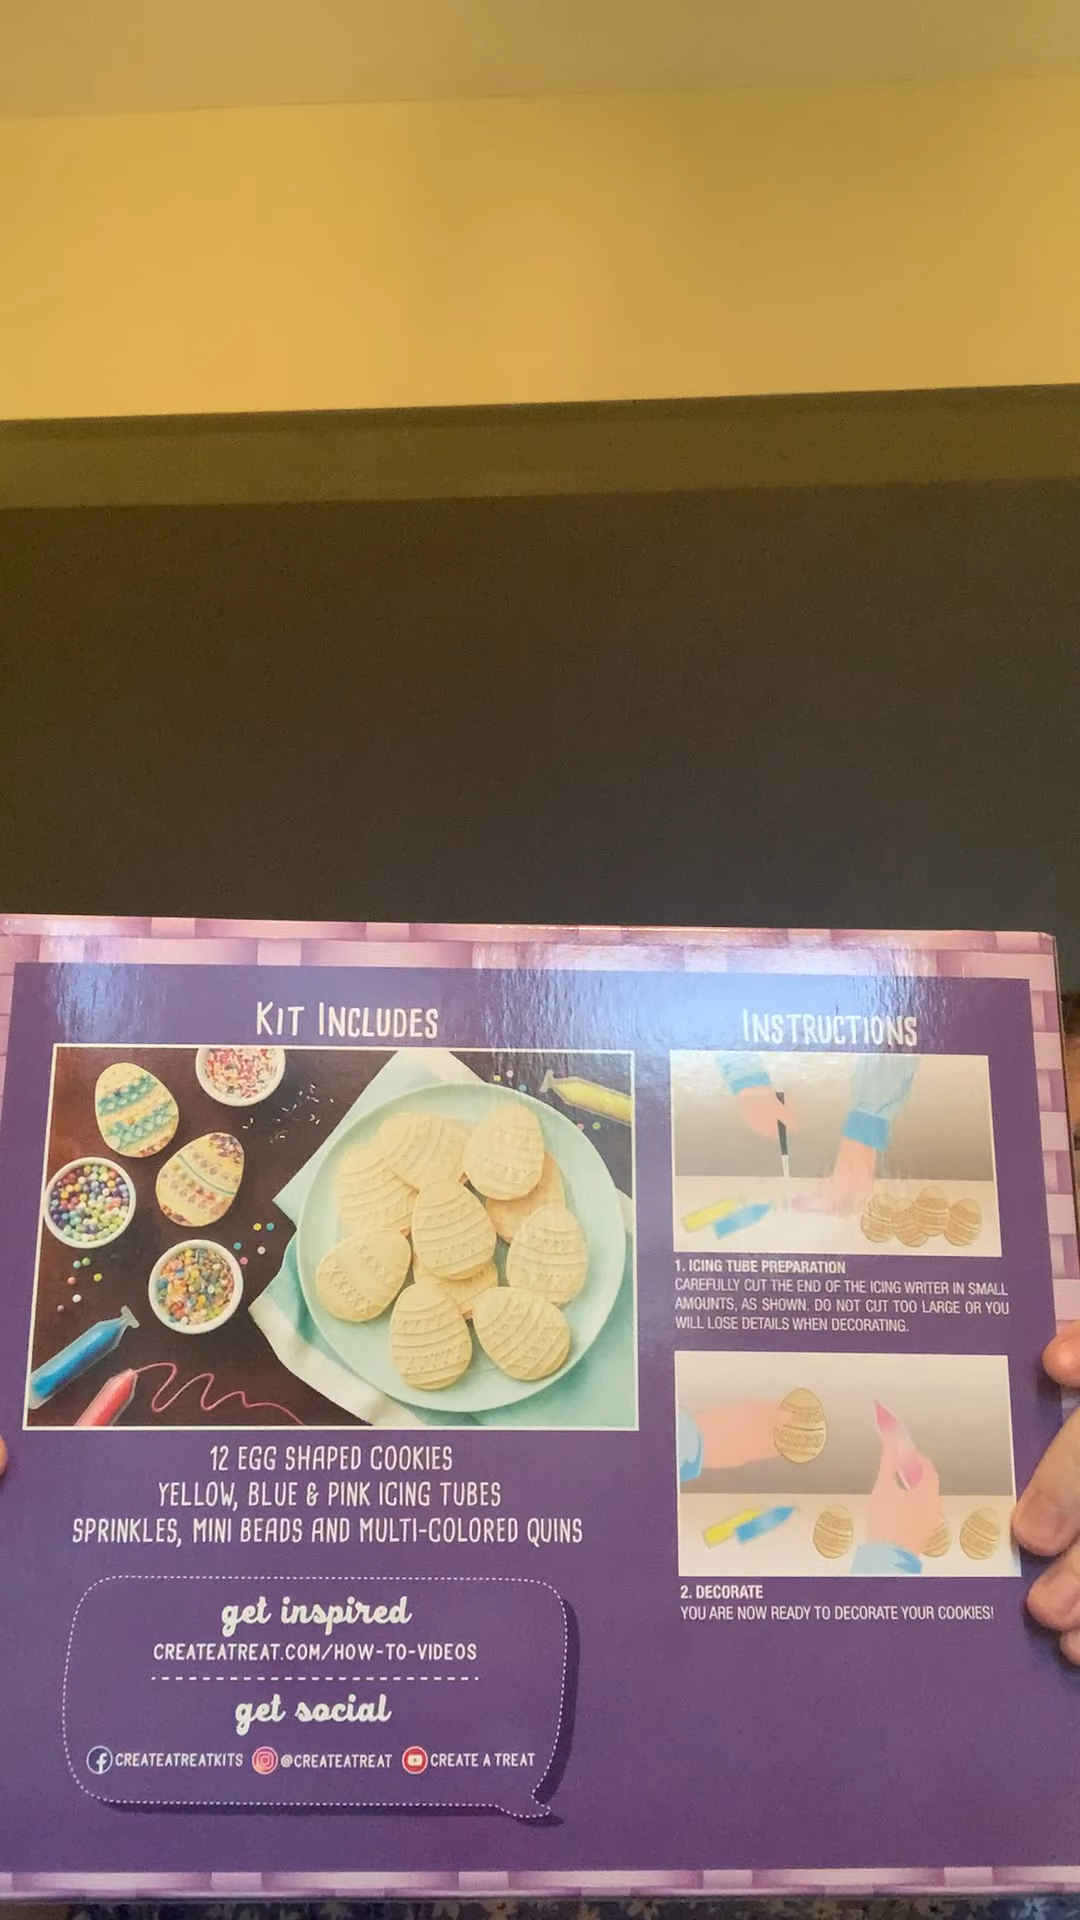 KIT INCLUDES
12 EGG SHAPED COOKIES
YELLOW, BLUE & PINK ICING TUBES
SPRINKLES, MINI BEADS AND MULTI-COLORED QUINS
get inspired
CREATEATREAT.COM/HOW-TO-VIDEOS
get social
CREATEATREATKITS @CREATEATREAT CREATE A TREAT
INSTRUCTIONS
1. ICING TUBE PREPARATION
CAREFULLY CUT THE END OF THE ICING WRITER IN SMALL
AMOUNTS, AS SHOWN. DO NOT CUT TOO LARGE OR YOU
WILL LOSE DETAILS WHEN DECORATING.
2. DECORATE
YOU ARE NOW READY TO DECORATE YOUR COOKIES!